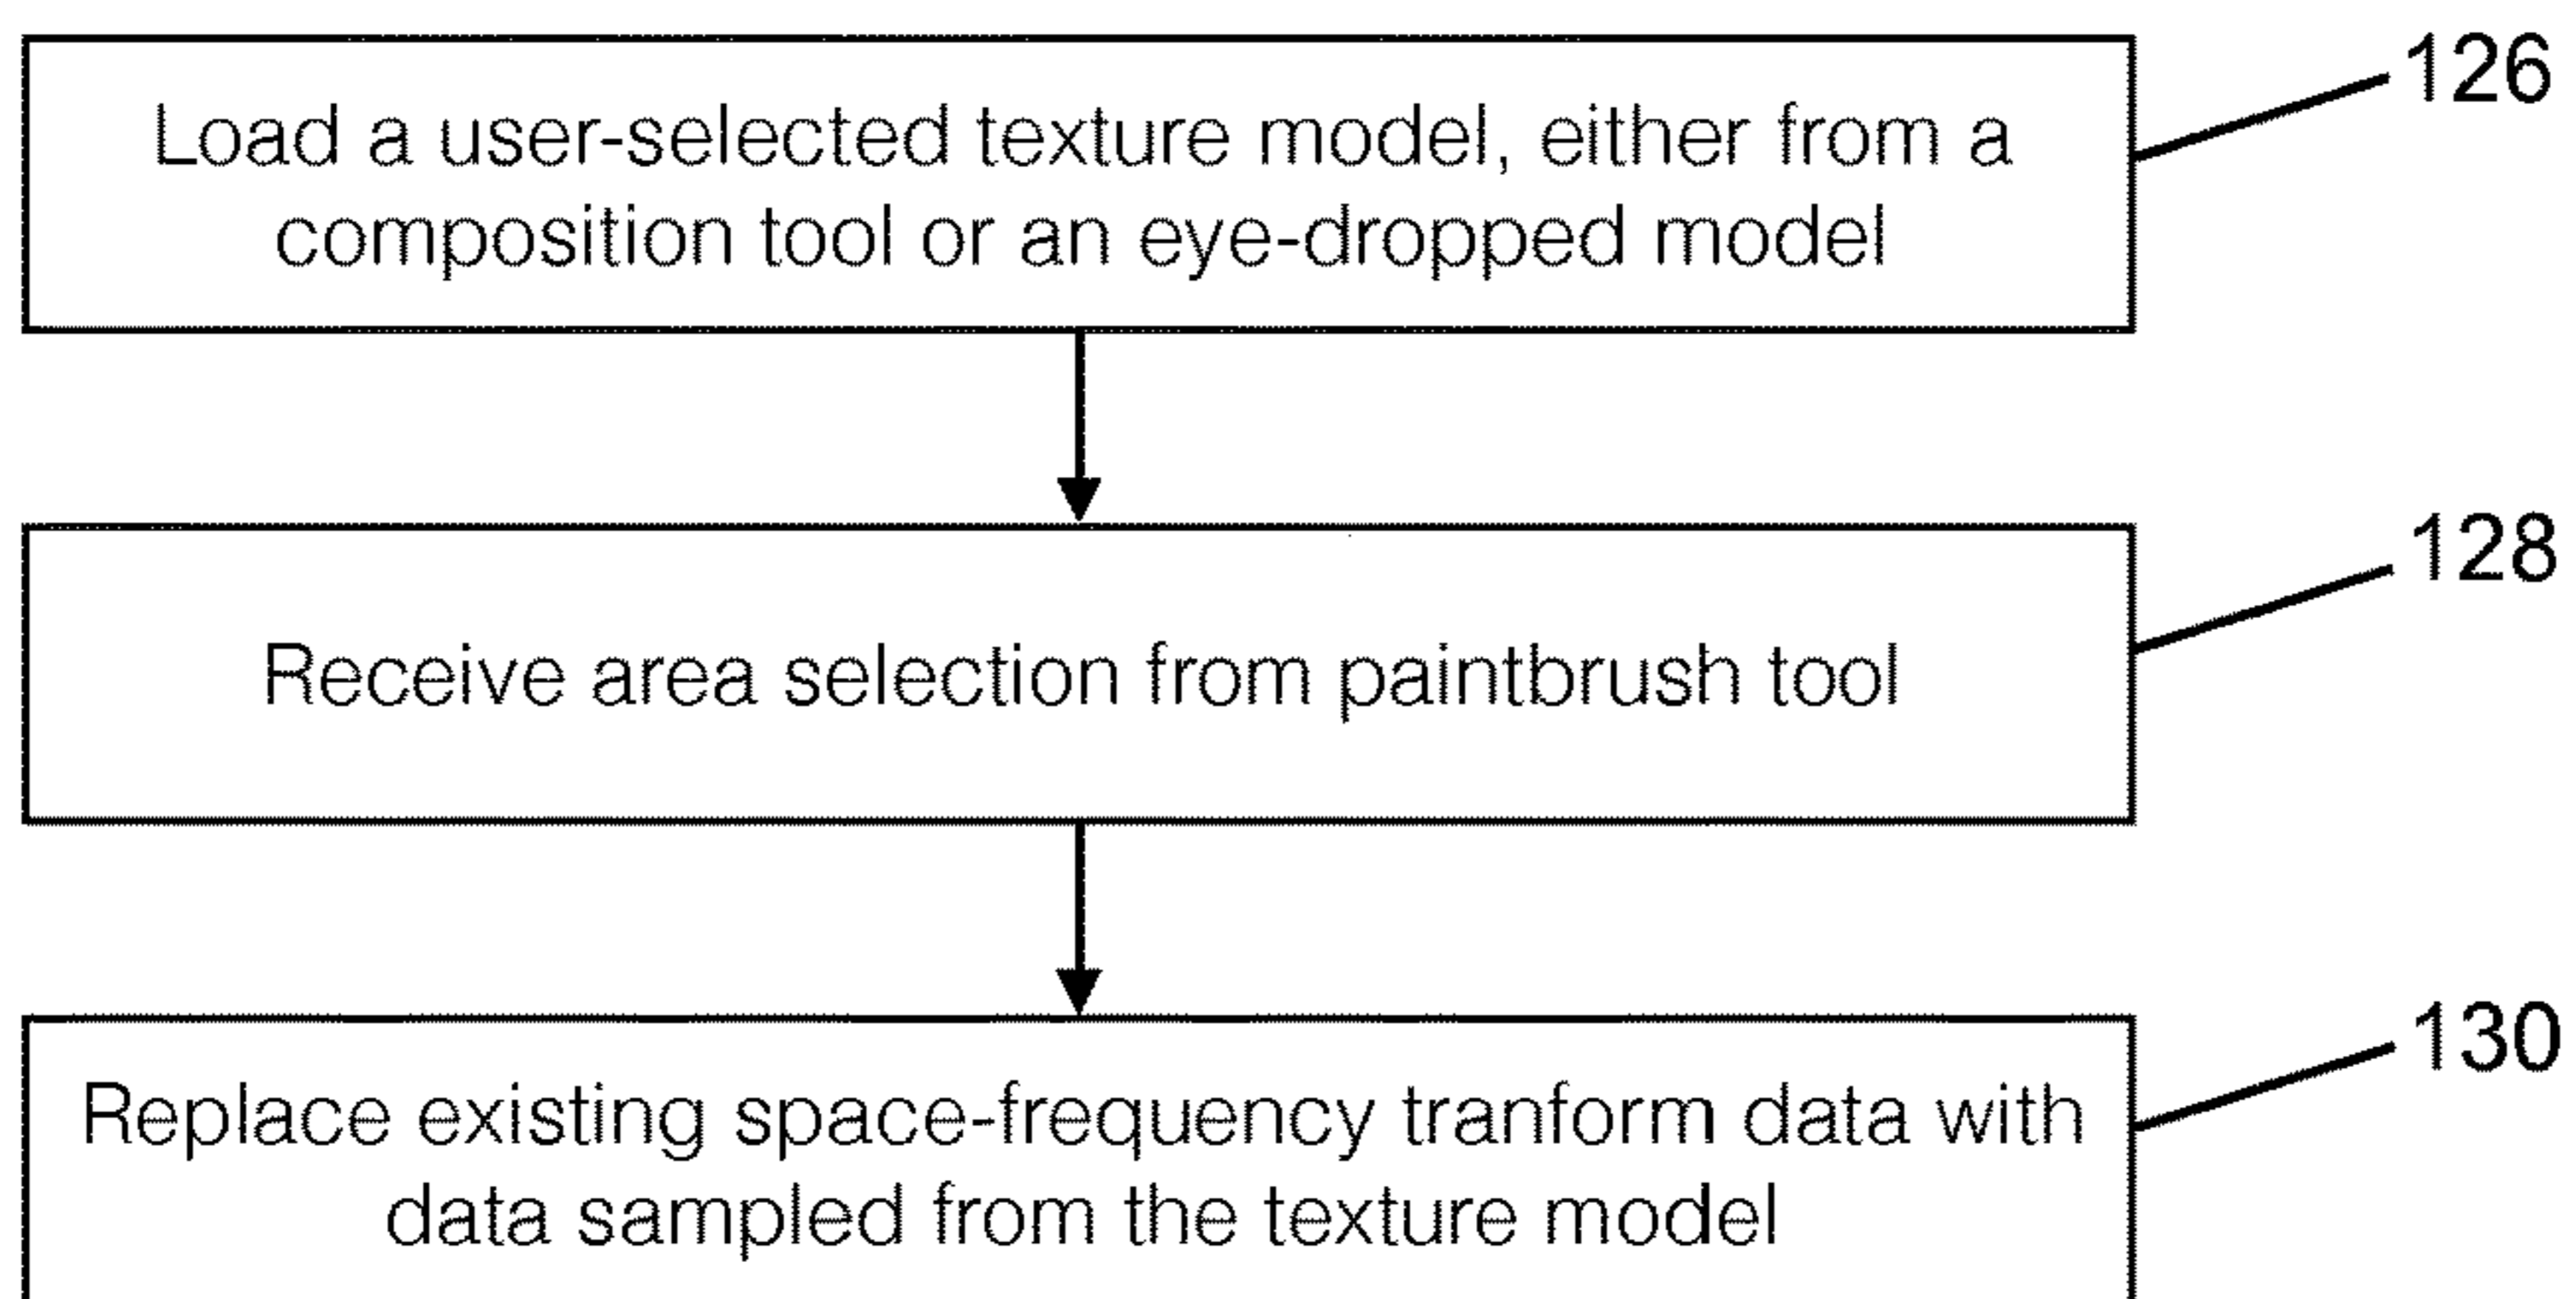 126
Load a user-selected texture model, either from a
composition tool or an eye-dropped model
128
Receive area selection from paintbrush tool
130
Replace existing space-frequency tranform data with
data sampled from the texture model